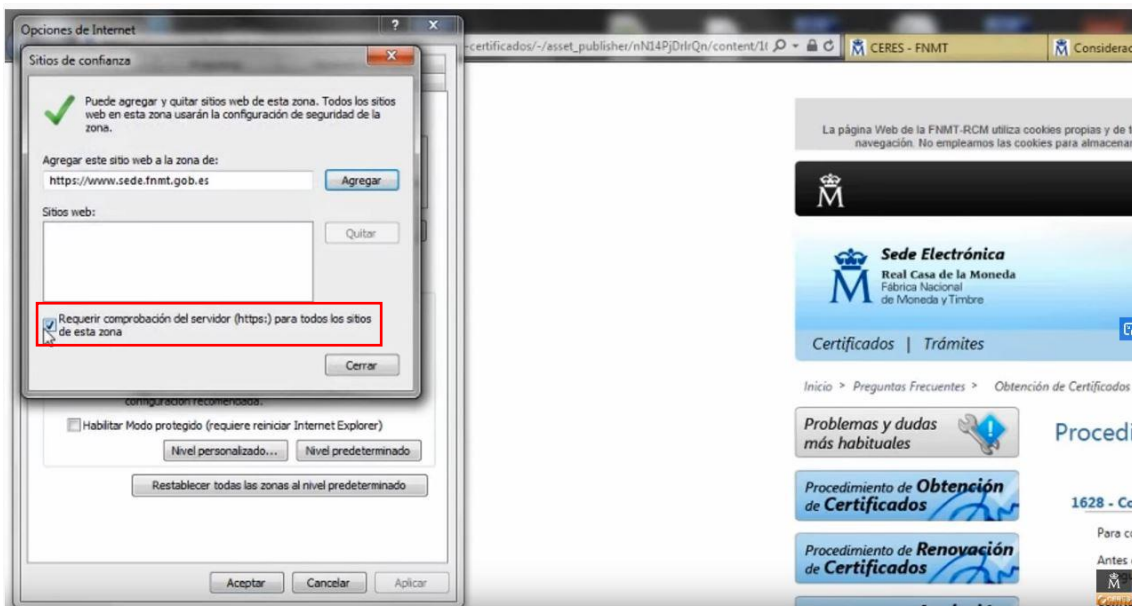 Opciones de Internet
Sitios de confianza
Puede agregar y quitar sitios web de esta zona. Todos los sitios
web en esta zona usarán la configuración de seguridad de la
zona.
Agregar este sitio web a la zona de:
https://www.sede.fnmt.gob.es
Agregar
Sitios web:
Quitar
Requerir comprobación del servidor (https:) para todos los sitios
de esta zona
Cerrar
configuración recomendada.
Habilitar Modo protegido (requiere reiniciar Internet Explorer)
Nivel personalizado... Nivel predeterminado
Restablecer todas las zonas al nivel predeterminado
Aceptar Cancelar Aplicar
-certificados/-/asset_publisher/nN14PjDrIrQn/content/1
CERES - FNMT
Considerac
La página Web de la FNMT-RCM utiliza cookies propias y de t
navegación. No empleamos las cookies para almacenar
M
Sede Electrónica
Real Casa de la Moneda
Fábrica Nacional
de Moneda y Timbre
Certificados | Trámites
Inicio > Preguntas Frecuentes > Obtención de Certificados
Problemas y dudas
más habituales
Procedi
Procedimiento de Obtención
de Certificados
1628 - Co
Para c
Procedimiento de Renovación
de Certificados
Antes